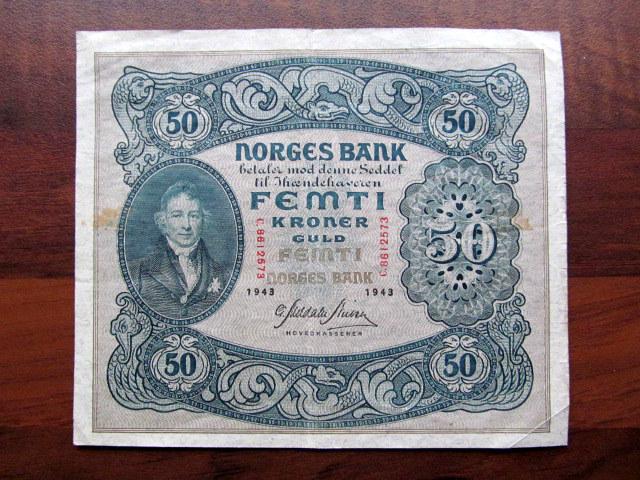 50 50
NORGES BANK
betaler mod denne Seddel
til Ihændehaveren
FEMTI
KRONER
GULD
FEMTI
NORGES BANK
C.8612573 C.8612573
50
1943 1943
HOVEDKASSERER
50 50